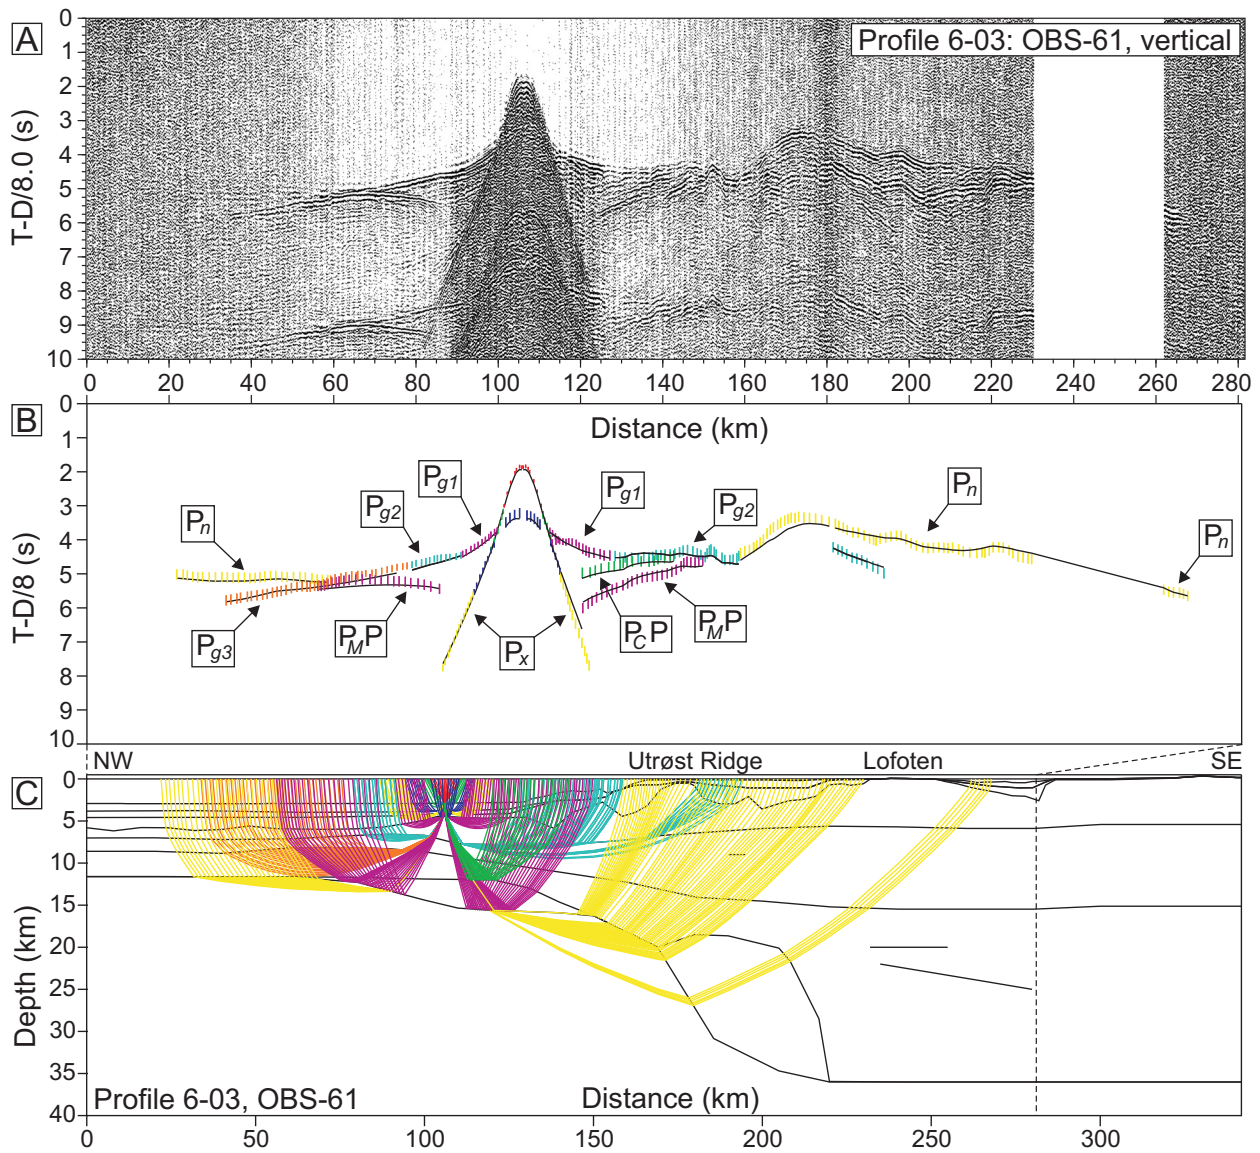 A
Profile 6-03: OBS-61, vertical
T-D/8.0 (s)
0
1
2
3
4
5
6
7
8
9
10
0 20 40 60 80 100 120 140 160 180 200 220 240 260 280
B
Distance (km)
T-D/8 (s)
0
1
2
3
4
5
6
7
8
9
10
Pn
Pg2
Pg1
Pg1
Pg2
Pn
Pn
Pg3
PMP
Px
PCP
PMP
NW Utrøst Ridge Lofoten SE
C
Depth (km)
0
5
10
15
20
25
30
35
40
Profile 6-03, OBS-61
Distance (km)
0 50 100 150 200 250 300